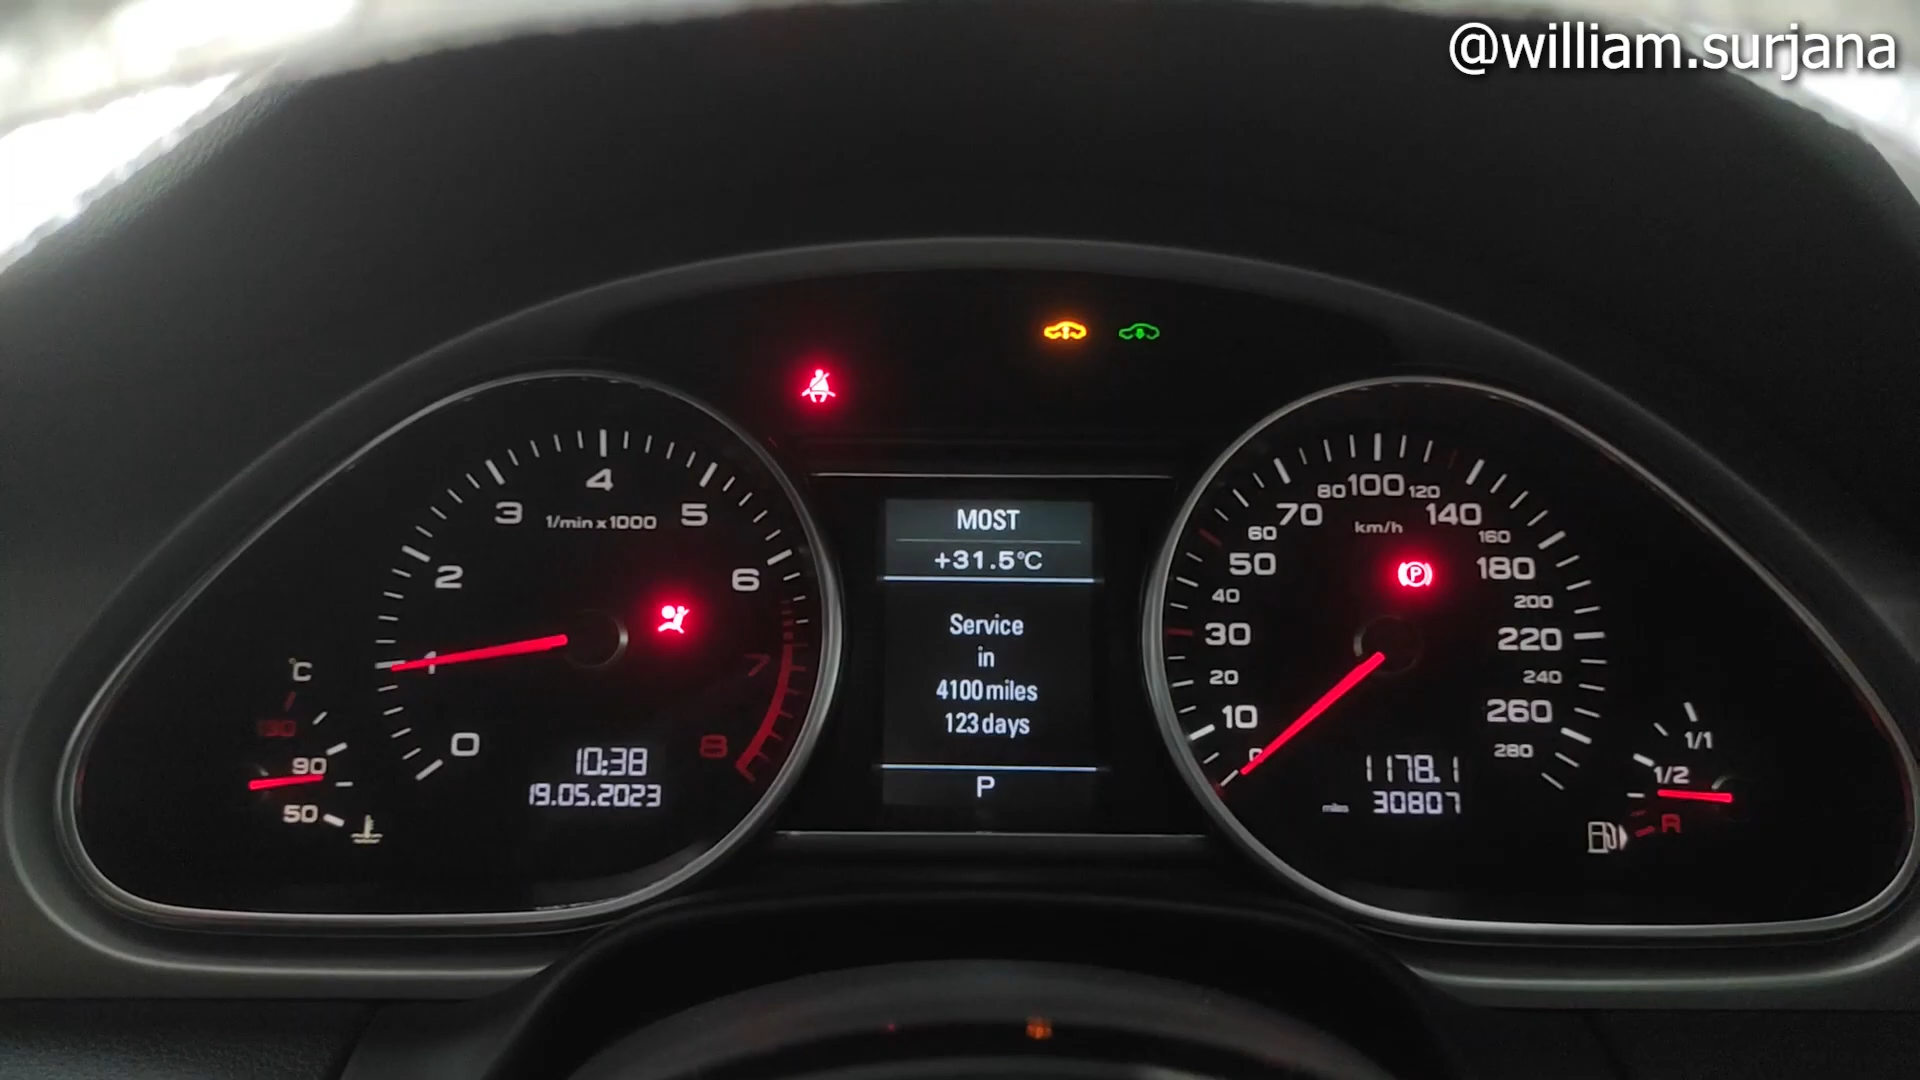 @william.surjana
0
1
2
3
4
5
6
7
8
1/min x 1000
°C
130
90
50
10:38
19.05.2023
MOST
+31.5°C
Service
in
4100 miles
123 days
P
0
10
20
30
40
50
60
70
80
100
120
140
160
180
200
220
240
260
280
km/h
P
1178.1
miles 30807
1/1
1/2
R